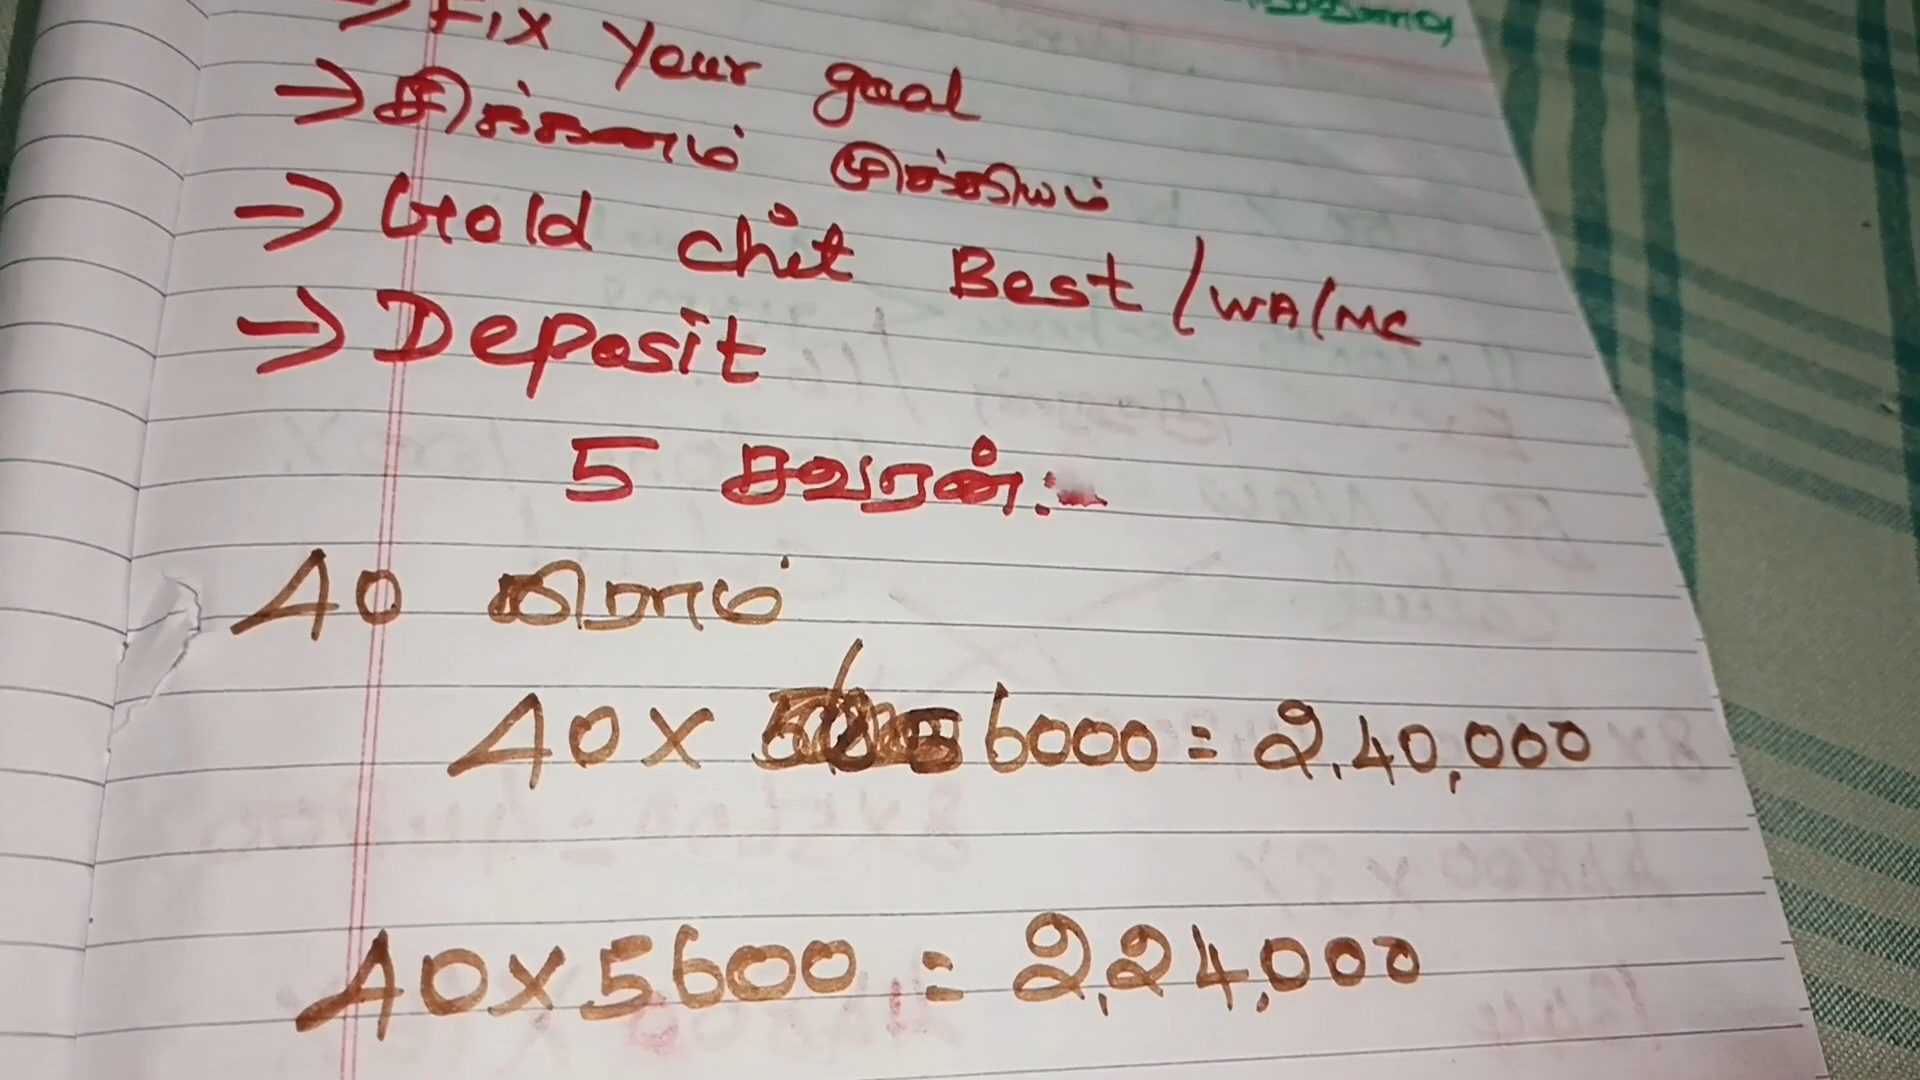 → Fix Your goal
→ சிக்கனம் முக்கியம்
→ Gold chit Best / WA / MC
→ Deposit
5 சவரன்:-
40 கிராம்
40 x 6000 = 2,40,000
40 x 5600 = 2,24,000